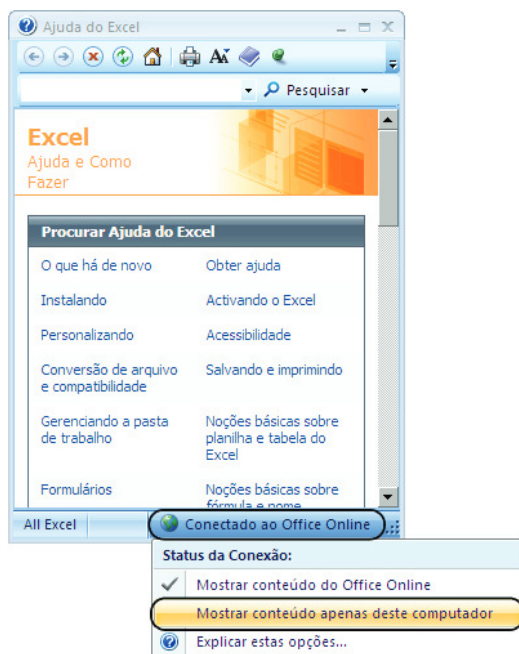 Ajuda do Excel
Pesquisar
Excel
Ajuda e Como
Fazer
Procurar Ajuda do Excel
O que há de novo
Obter ajuda
Instalando
Activando o Excel
Personalizando
Acessibilidade
Conversão de arquivo
e compatibilidade
Salvando e imprimindo
Gerenciando a pasta
de trabalho
Noções básicas sobre
planilha e tabela do
Excel
Formulários
Noções básicas sobre
fórmula e nome
All Excel
Conectado ao Office Online
Status da Conexão:
Mostrar conteúdo do Office Online
Mostrar conteúdo apenas deste computador
Explicar estas opções...